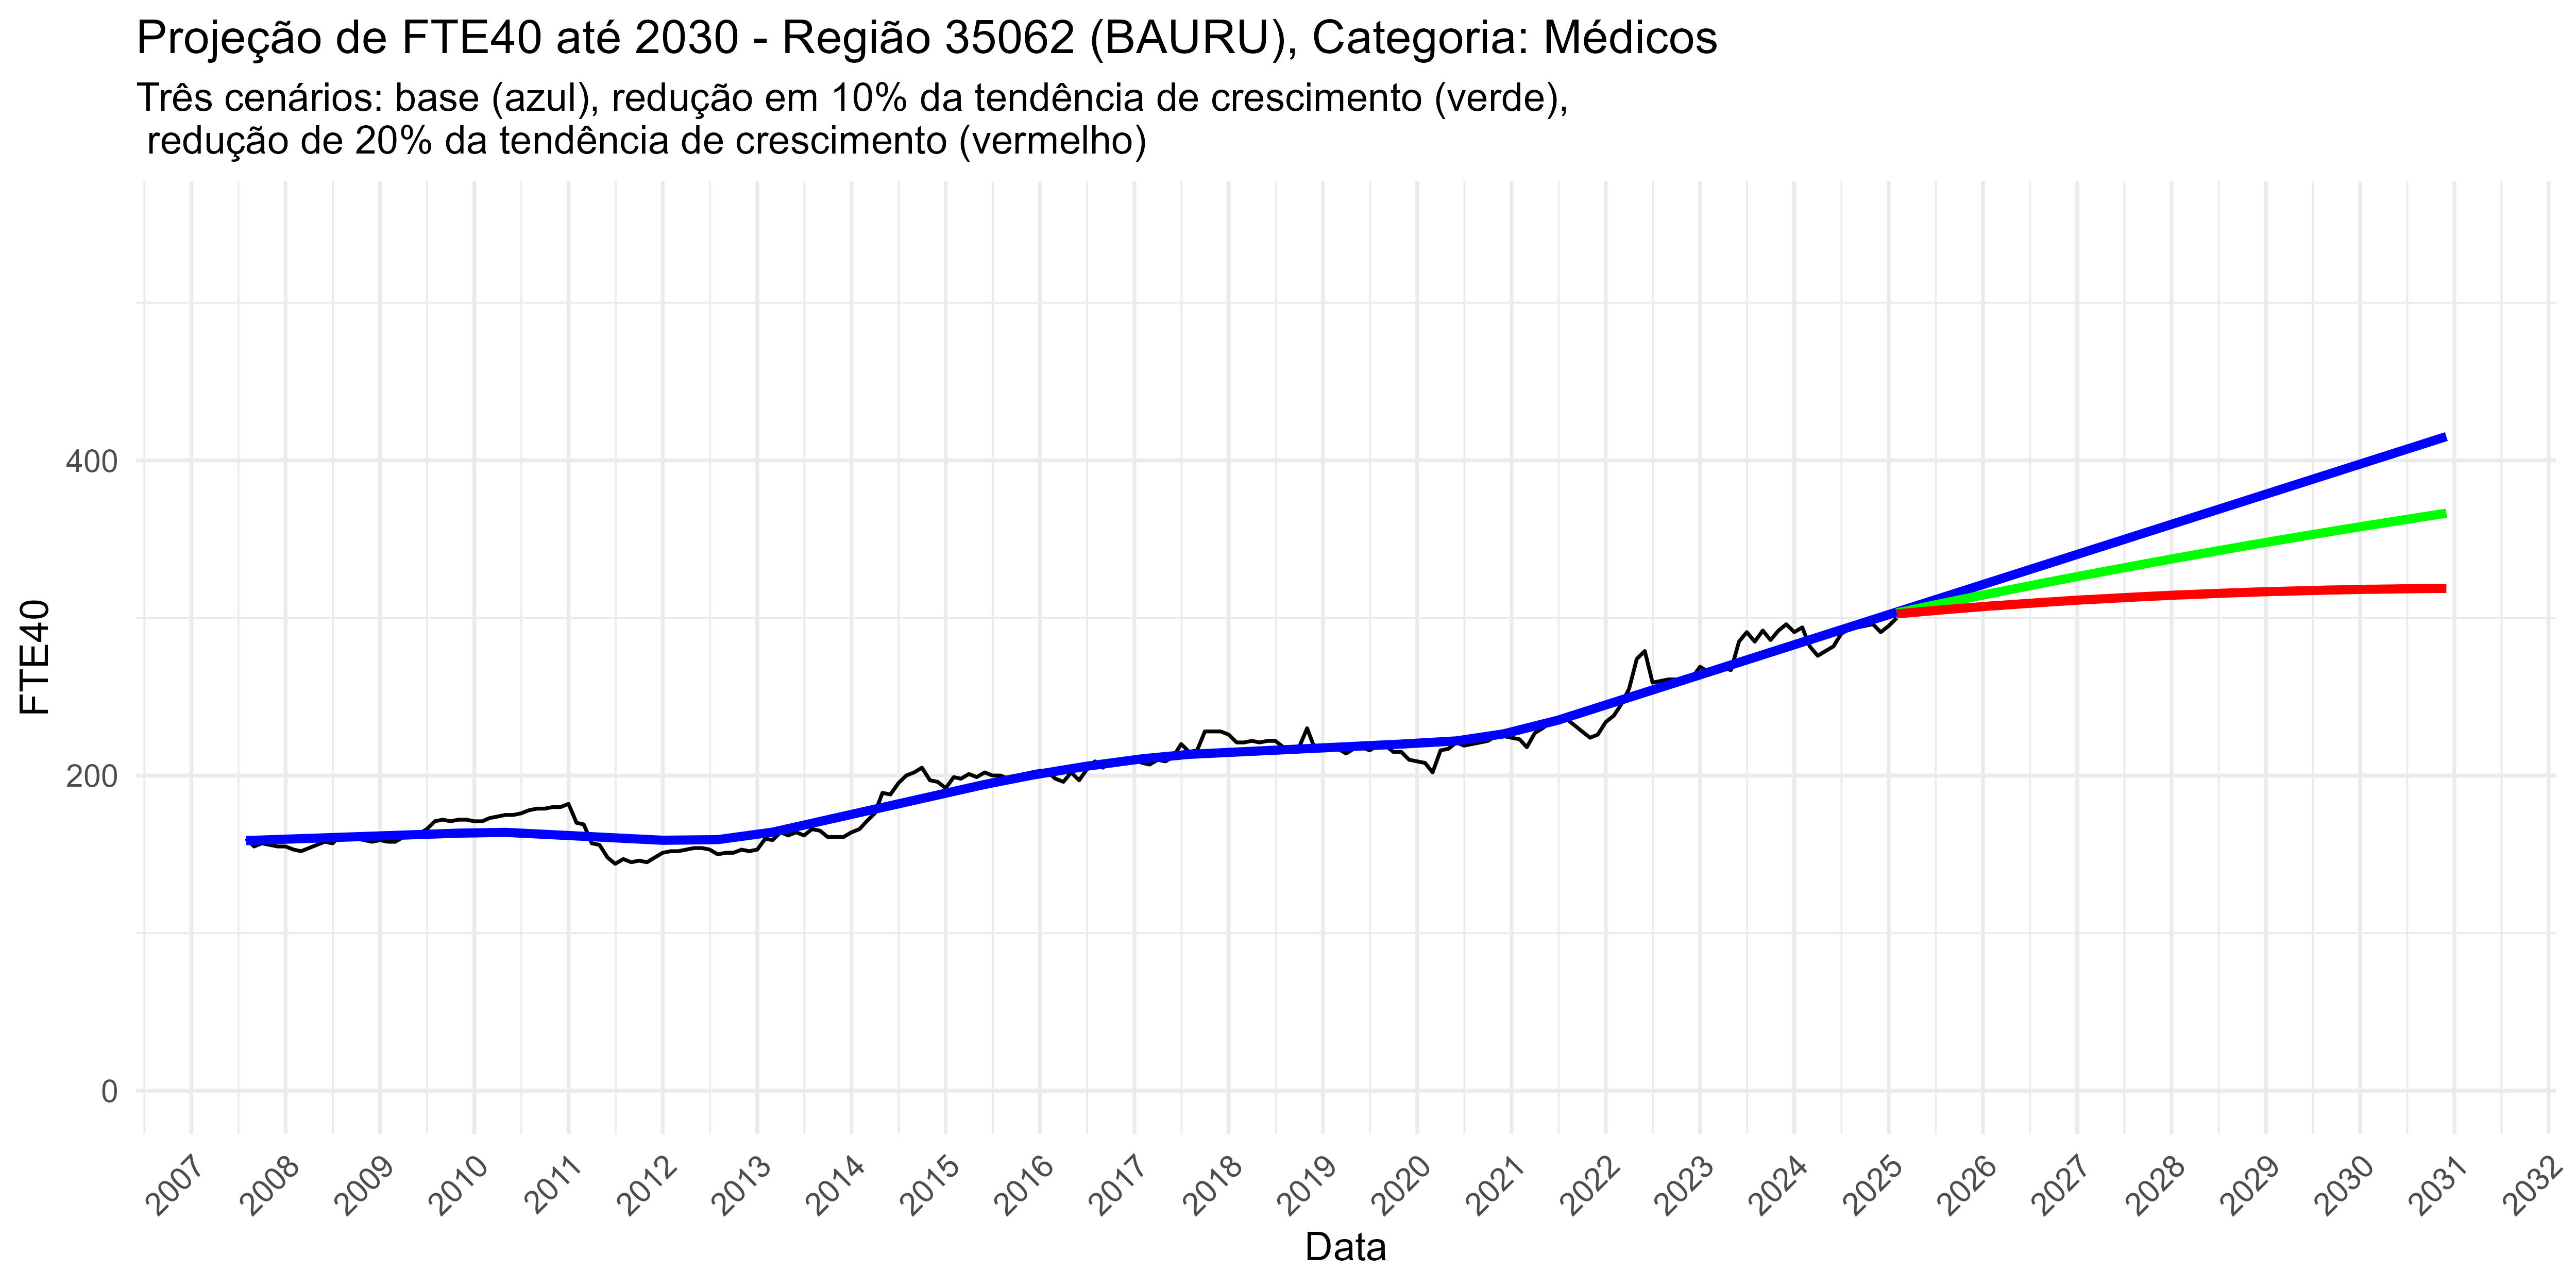 Projeção de FTE40 até 2030 - Região 35062 (BAURU), Categoria: Médicos
Três cenários: base (azul), redução em 10% da tendência de crescimento (verde),
redução de 20% da tendência de crescimento (vermelho)
FTE40
400
200
0
2007 2008 2009 2010 2011 2012 2013 2014 2015 2016 2017 2018 2019 2020 2021 2022 2023 2024 2025 2026 2027 2028 2029 2030 2031 2032
Data